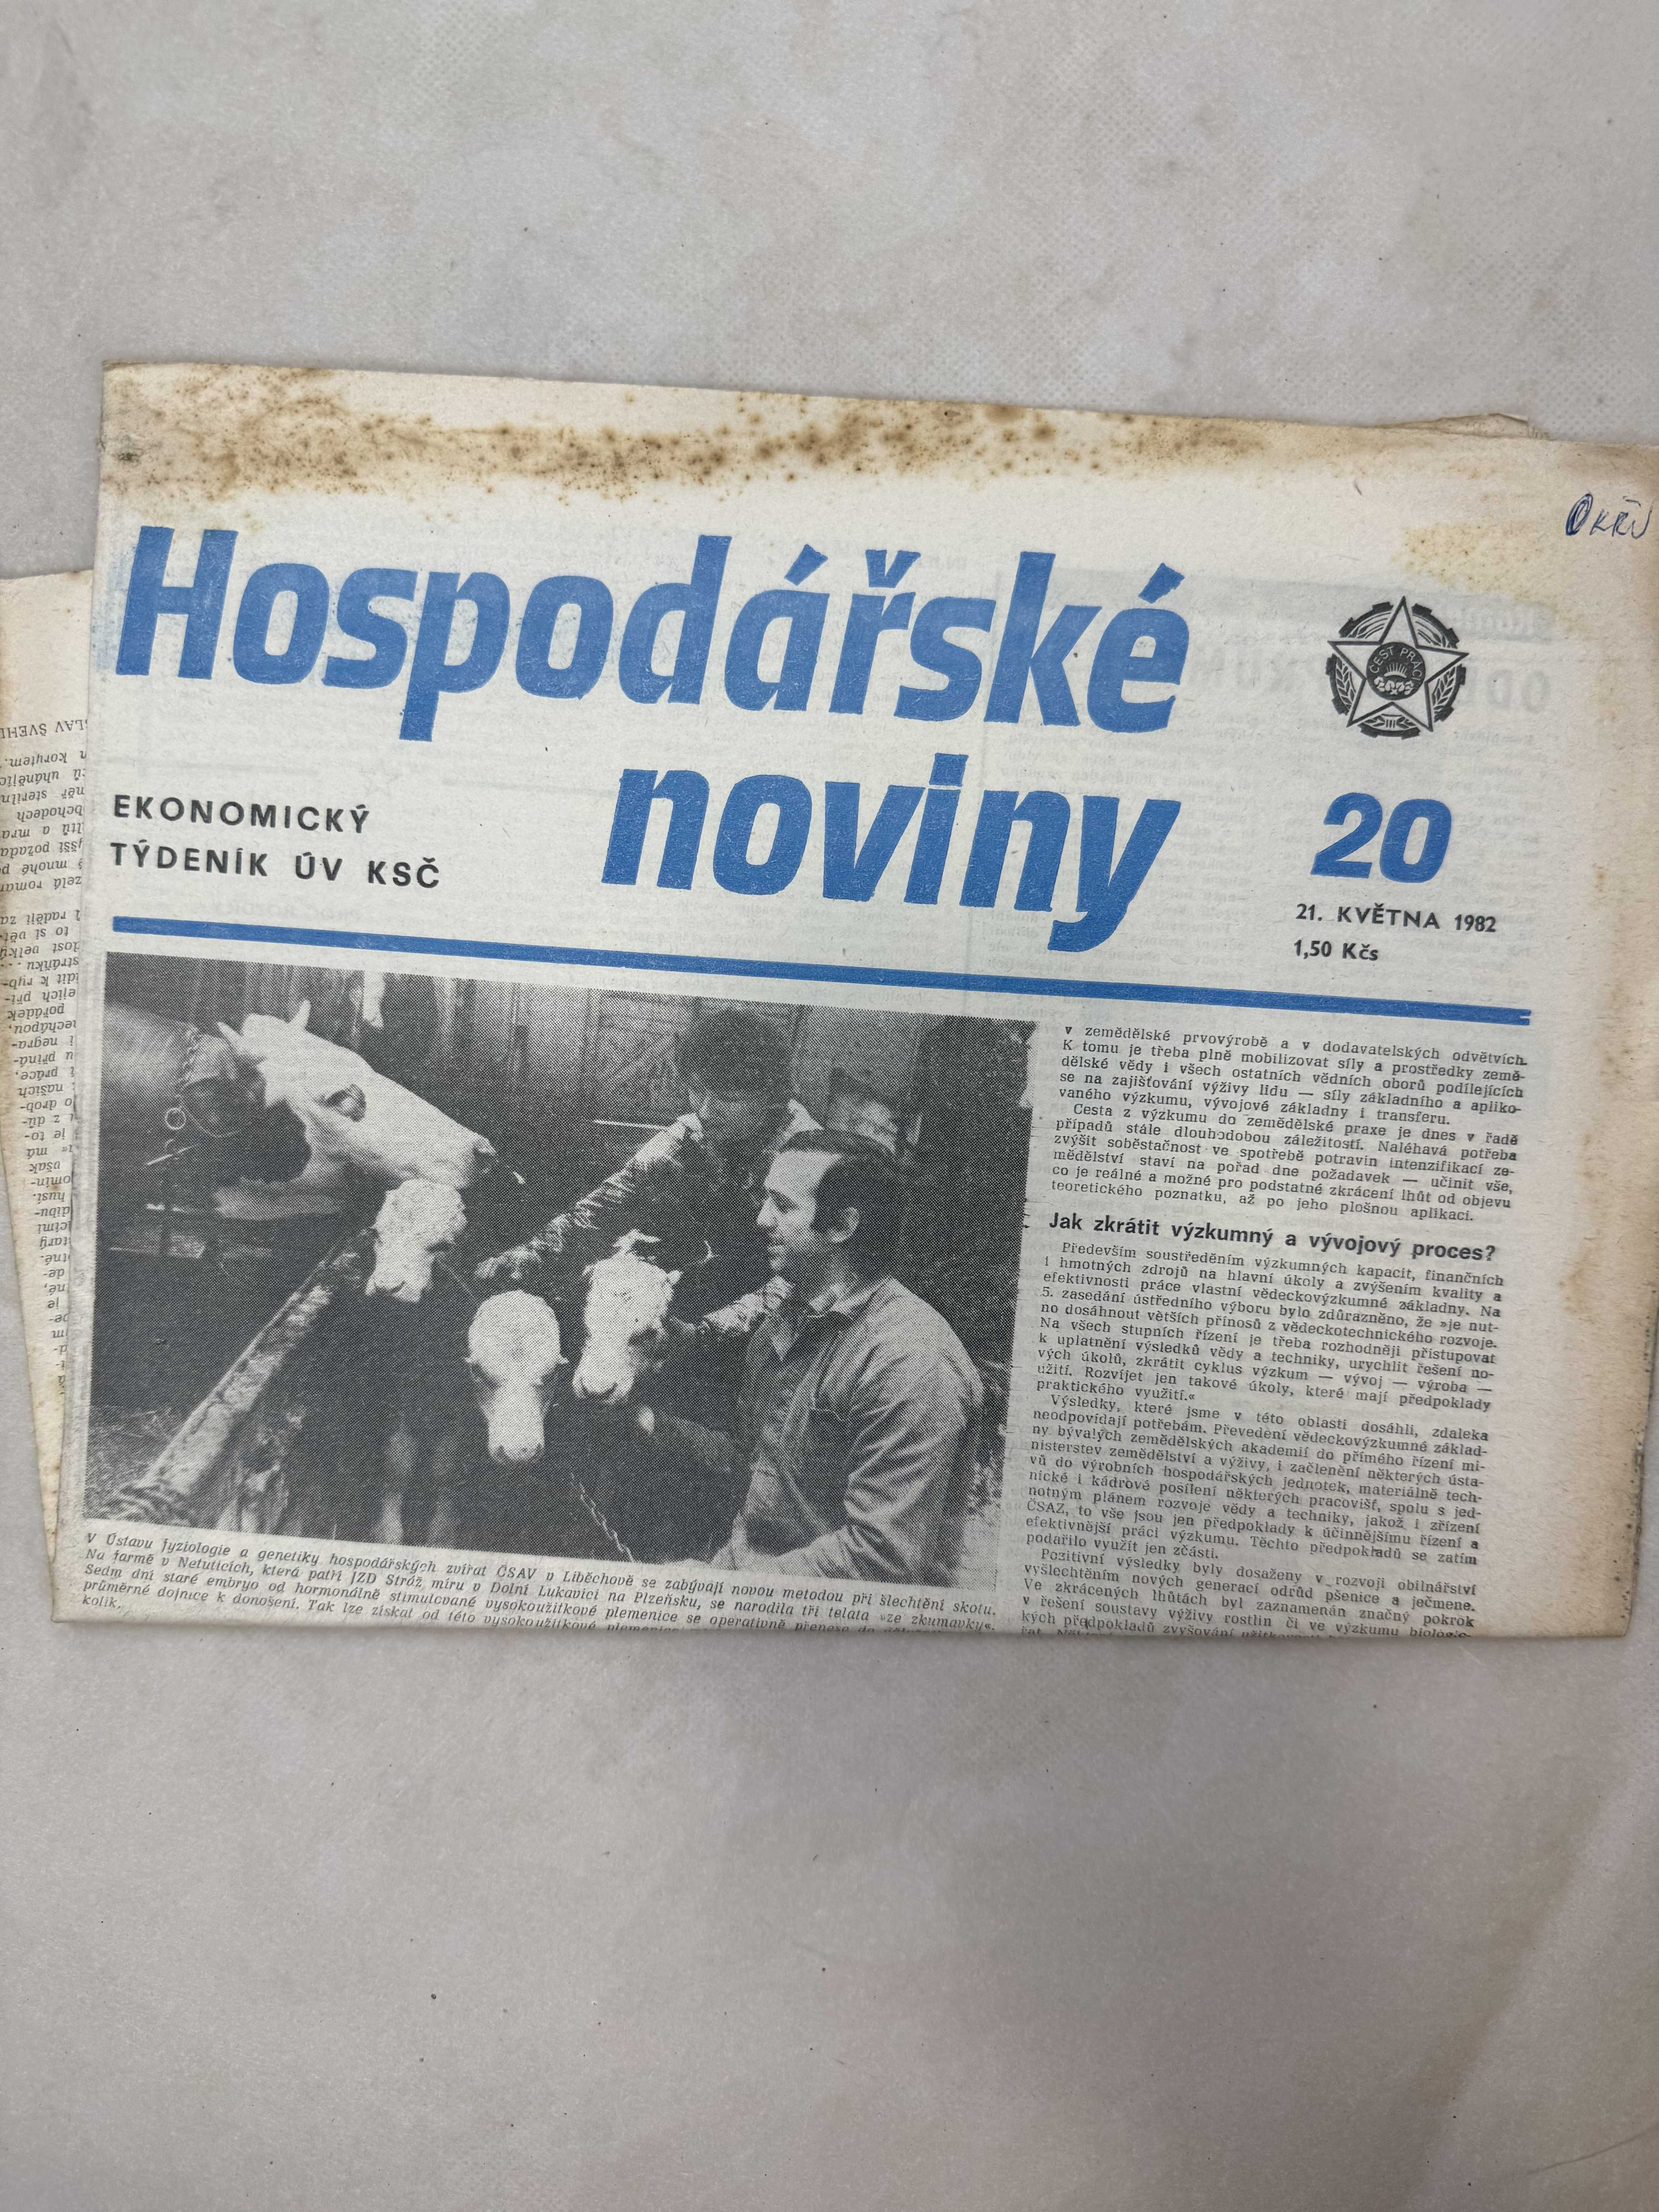 Hospodářské
noviny
EKONOMICKÝ
TÝDENÍK ÚV KSČ
ČEST PRÁCI
20
21. KVĚTNA 1982
1,50 Kčs
V Ústavu fyziologie a genetiky hospodářských zvířat ČSAV v Liběchově se zabývají novou metodou při šlechtění skotu.
Na farmě v Netuticích, která patří JZD Stráž míru v Dolní Lukavici na Plzeňsku, se narodila tři telata »ze zkumavky«.
Sedm dní staré embryo od hormonálně stimulované vysokoužitkové plemenice se operativně přenese do
průměrné dojnice k donošení. Tak lze získat od této vysokoužitkové
kolik.
v zemědělské prvovýrobě a v dodavatelských odvětvích.
K tomu je třeba plně mobilizovat síly a prostředky země-
dělské vědy i všech ostatních vědních oborů podílejících
se na zajišťování výživy lidu — síly základního a apliko-
vaného výzkumu, vývojové základny i transferu.
Cesta z výzkumu do zemědělské praxe je dnes v řadě
případů stále dlouhodobou záležitostí. Naléhavá potřeba
zvýšit soběstačnost ve spotřebě potravin intenzifikací ze-
mědělství staví na pořad dne požadavek — učinit vše,
co je reálné a možné pro podstatné zkrácení lhůt od objevu
teoretického poznatku, až po jeho plošnou aplikaci.
Jak zkrátit výzkumný a vývojový proces?
Především soustředěním výzkumných kapacit, finančních
i hmotných zdrojů na hlavní úkoly a zvýšením kvality a
efektivnosti práce vlastní vědeckovýzkumné základny. Na
5. zasedání ústředního výboru bylo zdůrazněno, že »je nut-
no dosáhnout větších přínosů z vědeckotechnického rozvoje.
Na všech stupních řízení je třeba rozhodněji přistupovat
k uplatnění výsledků vědy a techniky, urychlit řešení no-
vých úkolů, zkrátit cyklus výzkum — vývoj — výroba —
užití. Rozvíjet jen takové úkoly, které mají předpoklady
praktického využití.«
Výsledky, které jsme v této oblasti dosáhli, zdaleka
neodpovídají potřebám. Převedení vědeckovýzkumné základ-
ny bývalých zemědělských akademií do přímého řízení mi-
nisterstev zemědělství a výživy, i začlenění některých ústa-
vů do výrobních hospodářských jednotek, materiálně tech-
nické i kádrové posílení některých pracovišť, spolu s jed-
notným plánem rozvoje vědy a techniky, jakož i zřízení
ČSAZ, to vše jsou jen předpoklady k účinnějšímu řízení a
efektivnější práci výzkumu. Těchto předpokladů se zatím
podařilo využít jen zčásti.
Pozitivní výsledky byly dosaženy v rozvoji obilnářství
vyšlechtěním nových generací odrůd pšenice a ječmene.
Ve zkrácených lhůtách byl zaznamenán značný pokrok
v řešení soustavy výživy rostlin či ve výzkumu biologic-
kých předpokladů zvyšování